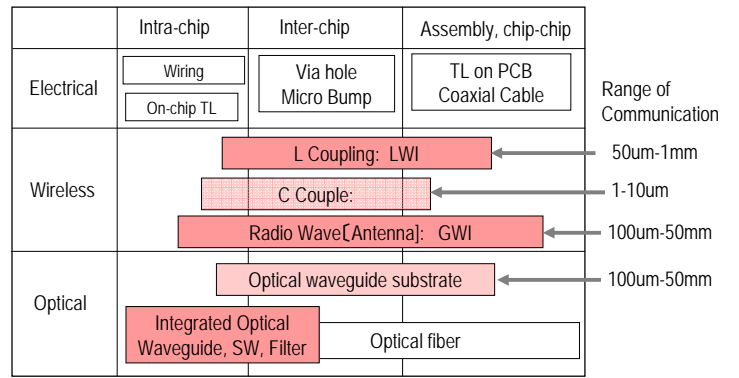 Intra-chip
Inter-chip
Assembly, chip-chip
Electrical
Wiring
On-chip TL
Via hole
Micro Bump
TL on PCB
Coaxial Cable
Range of
Communication
Wireless
L Coupling: LWI
50um-1mm
C Couple:
1-10um
Radio Wave〔Antenna]: GWI
100um-50mm
Optical
Optical waveguide substrate
100um-50mm
Integrated Optical
Waveguide, SW, Filter
Optical fiber